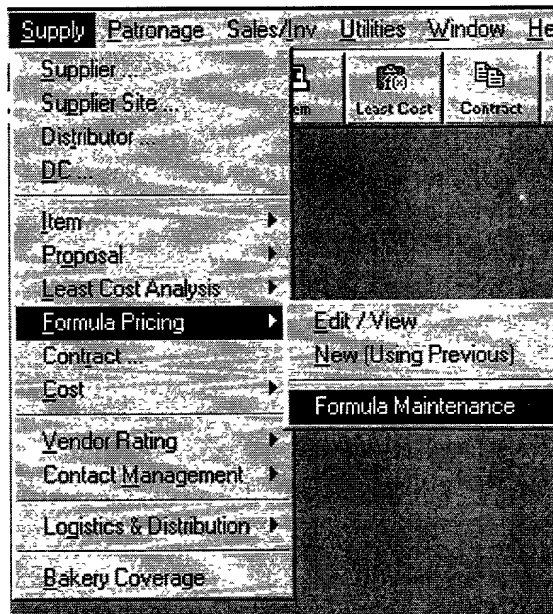 Supply Patronage Sales/Inv Utilities Window He
Supplier ...
Supplier Site ...
Distributor ...
DC ...
em Least Cost Contract
Item
Proposal
Least Cost Analysis
Formula Pricing
Edit / View
New (Using Previous)
Formula Maintenance
Contract ...
Cost
Vendor Rating
Contact Management
Logistics & Distribution
Bakery Coverage